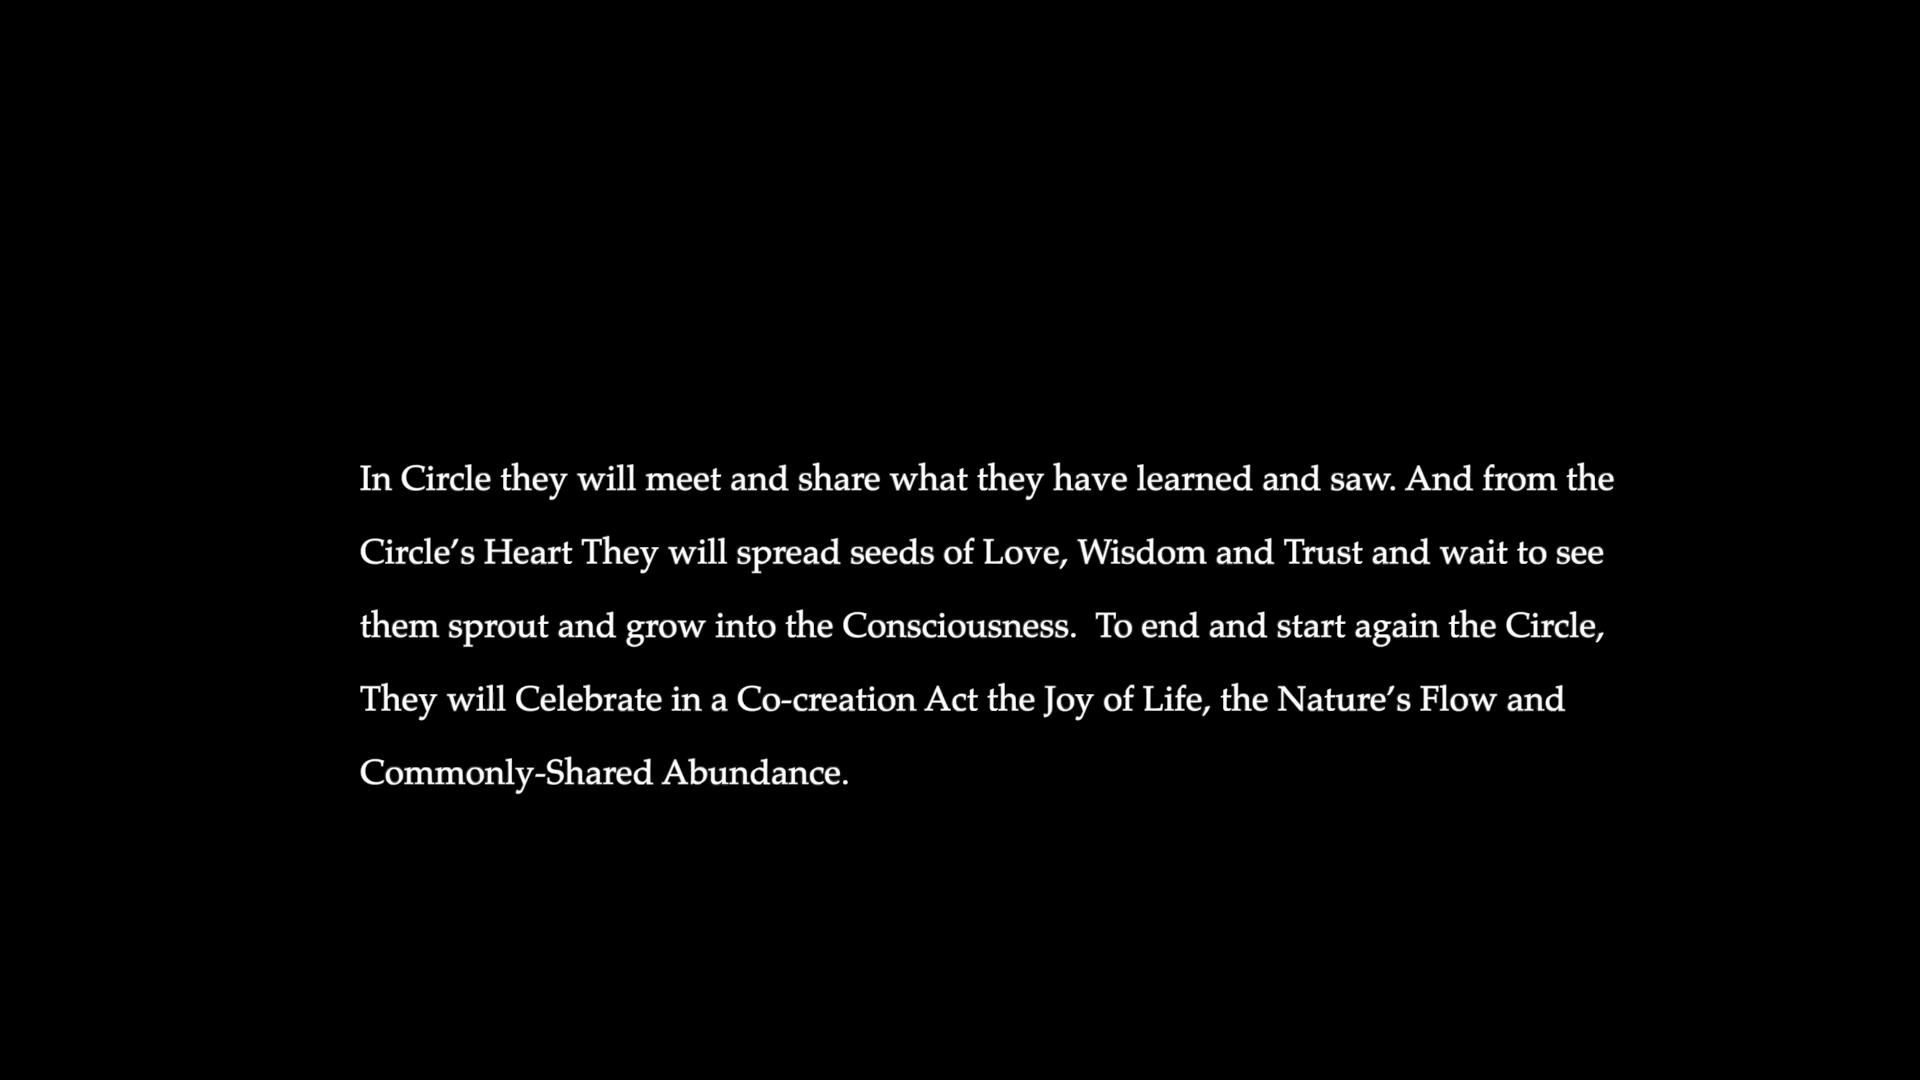 In Circle they will meet and share what they have learned and saw. And from the
Circle’s Heart They will spread seeds of Love, Wisdom and Trust and wait to see
them sprout and grow into the Consciousness.  To end and start again the Circle,
They will Celebrate in a Co-creation Act the Joy of Life, the Nature’s Flow and
Commonly-Shared Abundance.